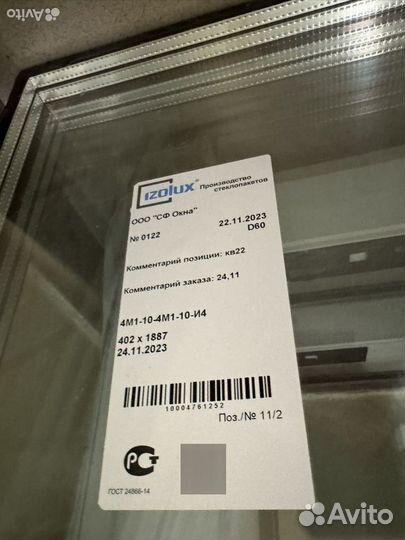 Avito
IZOLUX® Производство стеклопакетов
ООО "СФ Окна"
22.11.2023
№ 0122
D60
Комментарий позиции: кв22
Комментарий заказа: 24,11
4М1-10-4М1-10-И4
402 x 1887
24.11.2023
10004761252
Поз./№ 11/2
РСТ
ГОСТ 24866-14
Avito